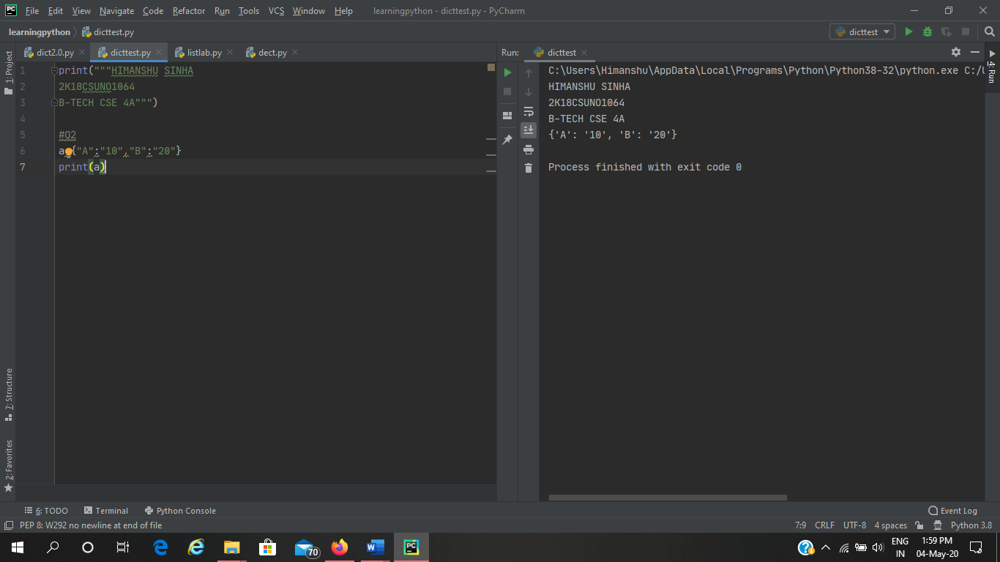 File Edit View Navigate Code Refactor Run Tools VCS Window Help learningpython - dicttest.py - PyCharm
learningpython dicttest.py dicttest
dict2.0.py dicttest.py listlab.py dect.py Run: dicttest
1 print("""HIMANSHU SINHA
2 2K18CSUNO1064
3 B-TECH CSE 4A""")
4
5 #Q2
6 a {"A":"10","B":"20"}
7 print(a)
C:\Users\Himanshu\AppData\Local\Programs\Python\Python38-32\python.exe C:/U
HIMANSHU SINHA
2K18CSUNO1064
B-TECH CSE 4A
{'A': '10', 'B': '20'}
Process finished with exit code 0
1: Project
7: Structure
2: Favorites
4: Run
6: TODO Terminal Python Console Event Log
PEP 8: W292 no newline at end of file 7:9 CRLF UTF-8 4 spaces Python 3.8
70
PC
ENG
IN
1:59 PM
04-May-20